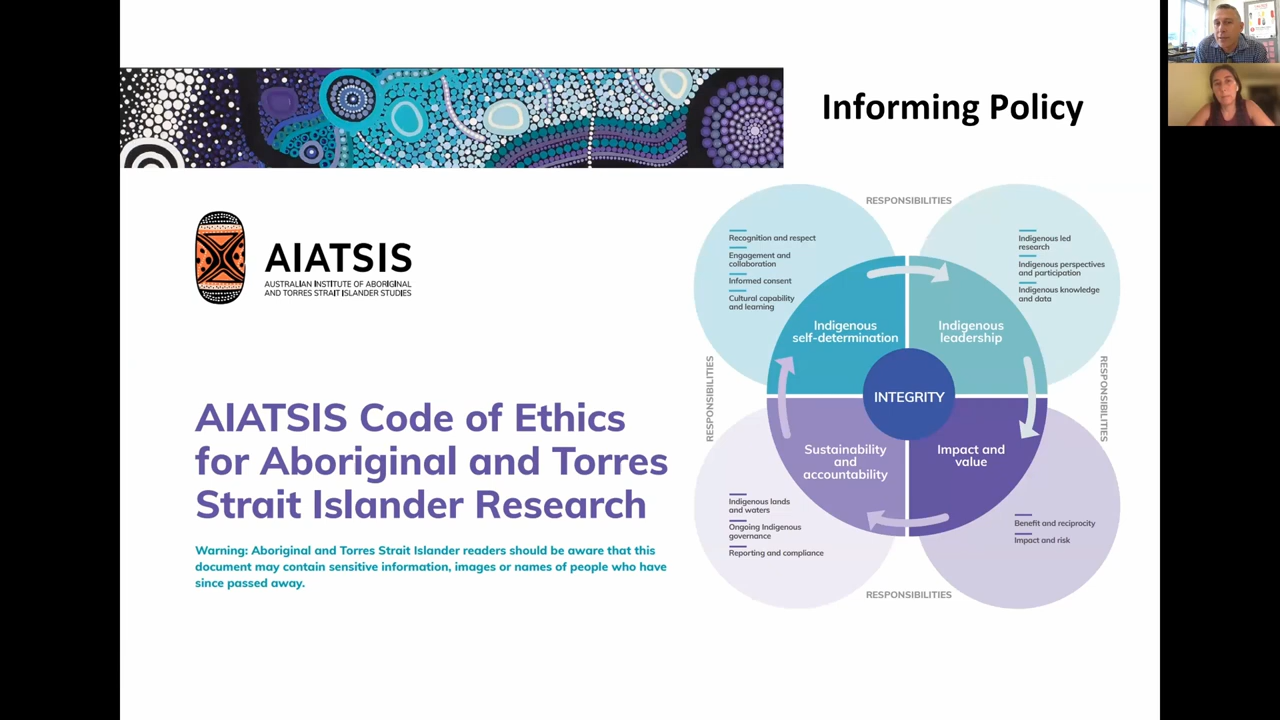 Informing Policy
AIATSIS
AUSTRALIAN INSTITUTE OF ABORIGINAL
AND TORRES STRAIT ISLANDER STUDIES
AIATSIS Code of Ethics
for Aboriginal and Torres
Strait Islander Research
Warning: Aboriginal and Torres Strait Islander readers should be aware that this
document may contain sensitive information, images or names of people who have
since passed away.
RESPONSIBILITIES
Recognition and respect
Engagement and
collaboration
Informed consent
Cultural capability
and learning
Indigenous led
research
Indigenous perspectives
and participation
Indigenous knowledge
and data
Indigenous
self-determination
Indigenous
leadership
RESPONSIBILITIES
INTEGRITY
RESPONSIBILITIES
Sustainability
and
accountability
Impact and
value
Indigenous lands
and waters
Ongoing Indigenous
governance
Reporting and compliance
Benefit and reciprocity
Impact and risk
RESPONSIBILITIES